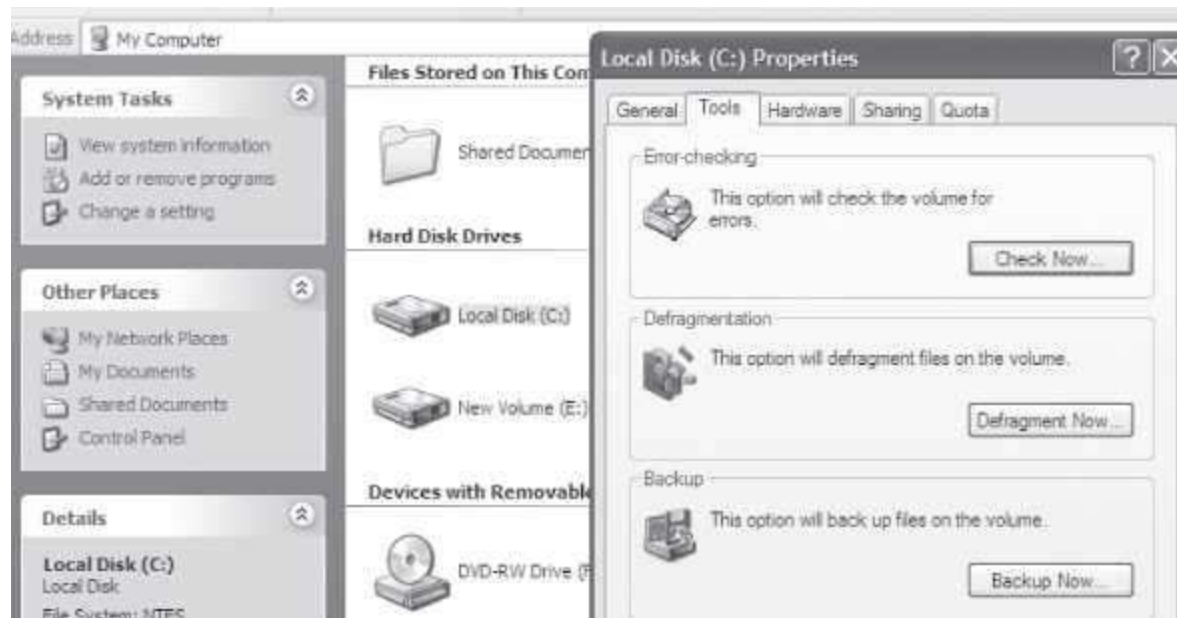 Address My Computer
System Tasks
View system information
Add or remove programs
Change a setting
Other Places
My Network Places
My Documents
Shared Documents
Control Panel
Details
Local Disk (C:)
Local Disk
File System: NTFS
Files Stored on This Com
Shared Documen
Hard Disk Drives
Local Disk (C:)
New Volume (E:)
Devices with Removable
DVD-RW Drive (F
Local Disk (C:) Properties
General Tools Hardware Sharing Quota
Error-checking
This option will check the volume for
errors.
Check Now...
Defragmentation
This option will defragment files on the volume.
Defragment Now...
Backup
This option will back up files on the volume.
Backup Now...